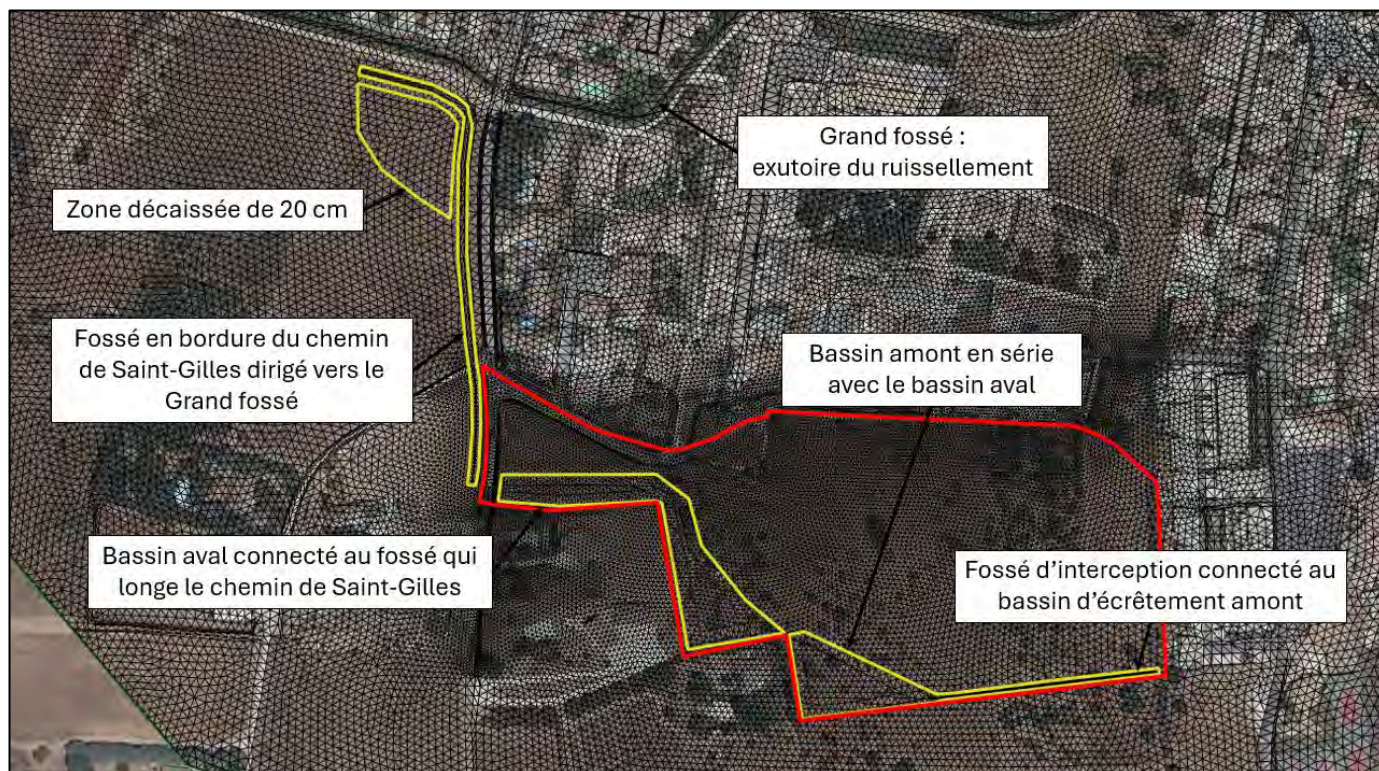 Grand fossé :
exutoire du ruissellement
Zone décaissée de 20 cm
Fossé en bordure du chemin
de Saint-Gilles dirigé vers le
Grand fossé
Bassin amont en série
avec le bassin aval
Bassin aval connecté au fossé qui
longe le chemin de Saint-Gilles
Fossé d'interception connecté au
bassin d'écrêtement amont